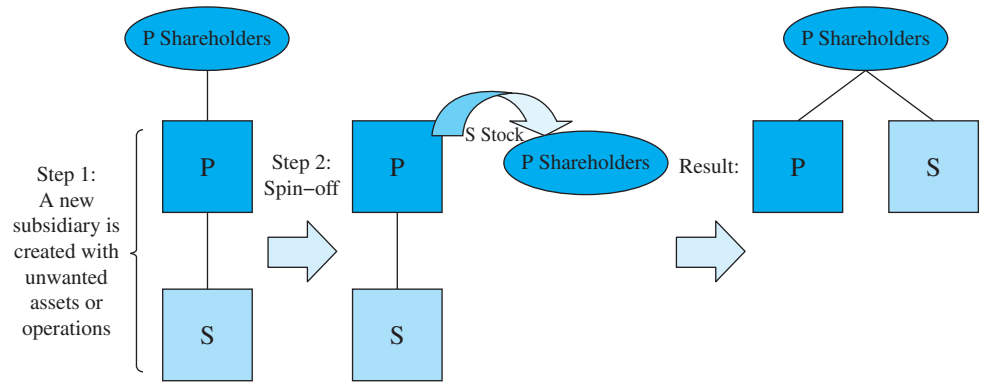 P Shareholders
P
S
Step 1:
A new
subsidiary is
created with
unwanted
assets or
operations
Step 2:
Spin–off
P
S
S Stock
P Shareholders
Result:
P Shareholders
P
S